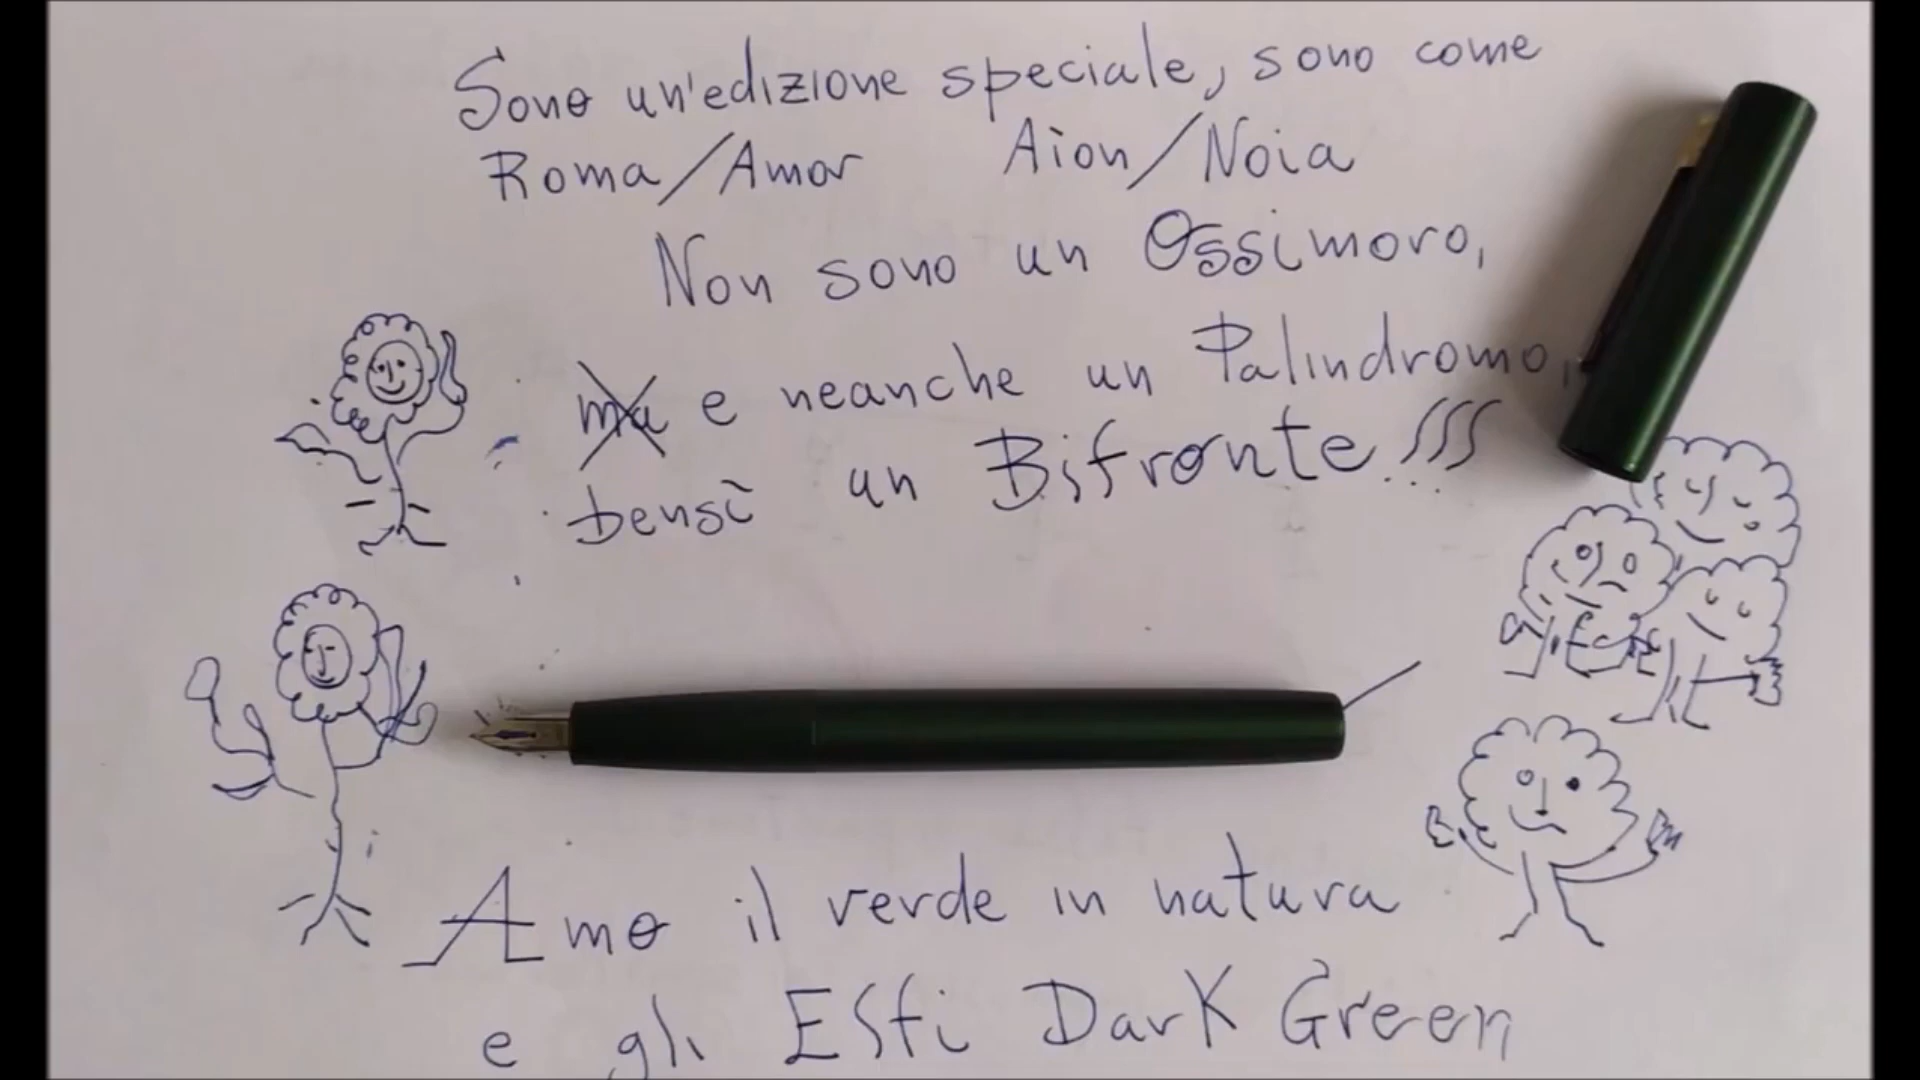 Sono un'edizione speciale, sono come
Roma/Amor Aion/Noia
Non sono un Ossimoro,
ma e neanche un Palindromo,
bensì un Bifronte!!!
Amo il verde in natura
e gli Elfi Dark Green